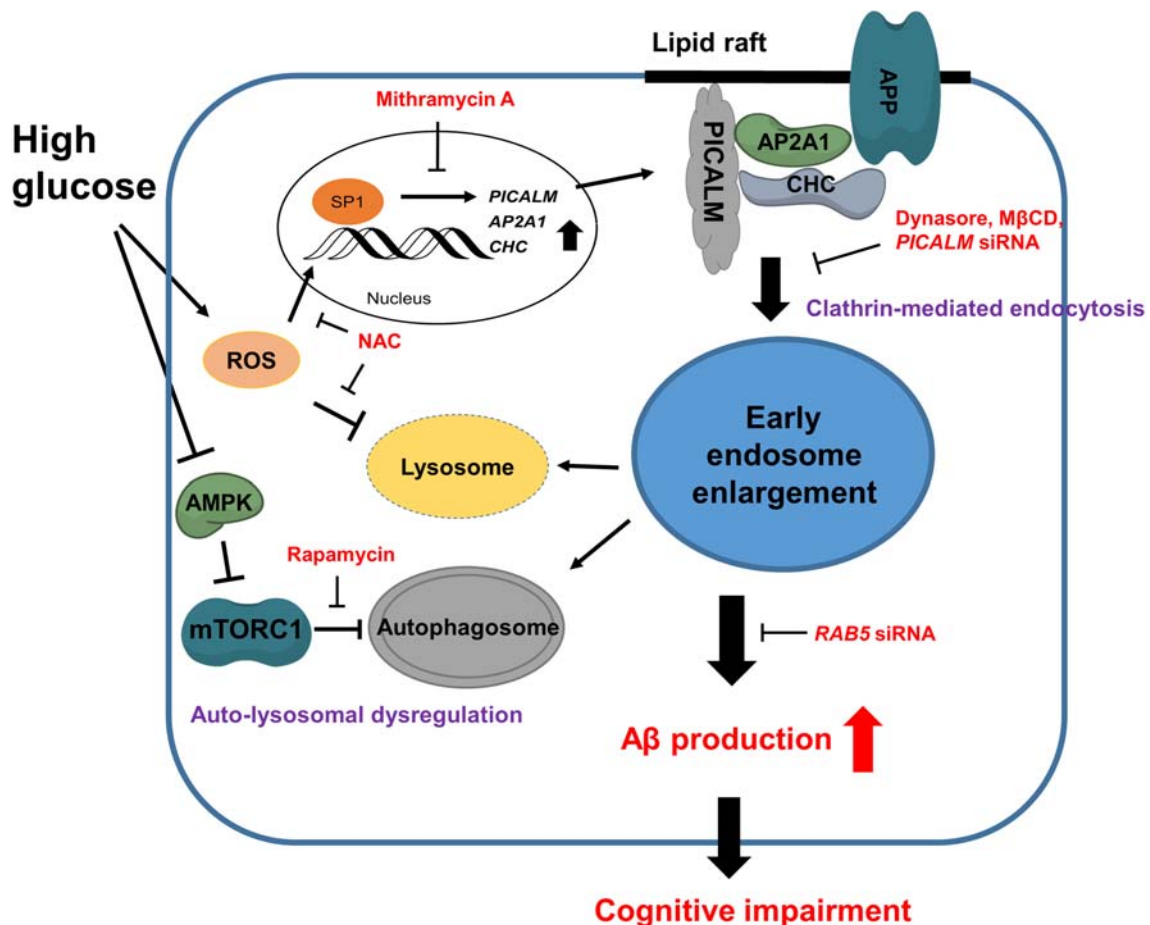 Lipid raft
APP
Mithramycin A
High
glucose
PICALM
AP2A1
CHC
SP1
PICALM
AP2A1
CHC
Nucleus
Dynasore, MβCD,
PICALM siRNA
Clathrin-mediated endocytosis
NAC
ROS
Early
endosome
enlargement
Lysosome
AMPK
Rapamycin
mTORC1
Autophagosome
RAB5 siRNA
Auto-lysosomal dysregulation
Aβ production
Cognitive impairment